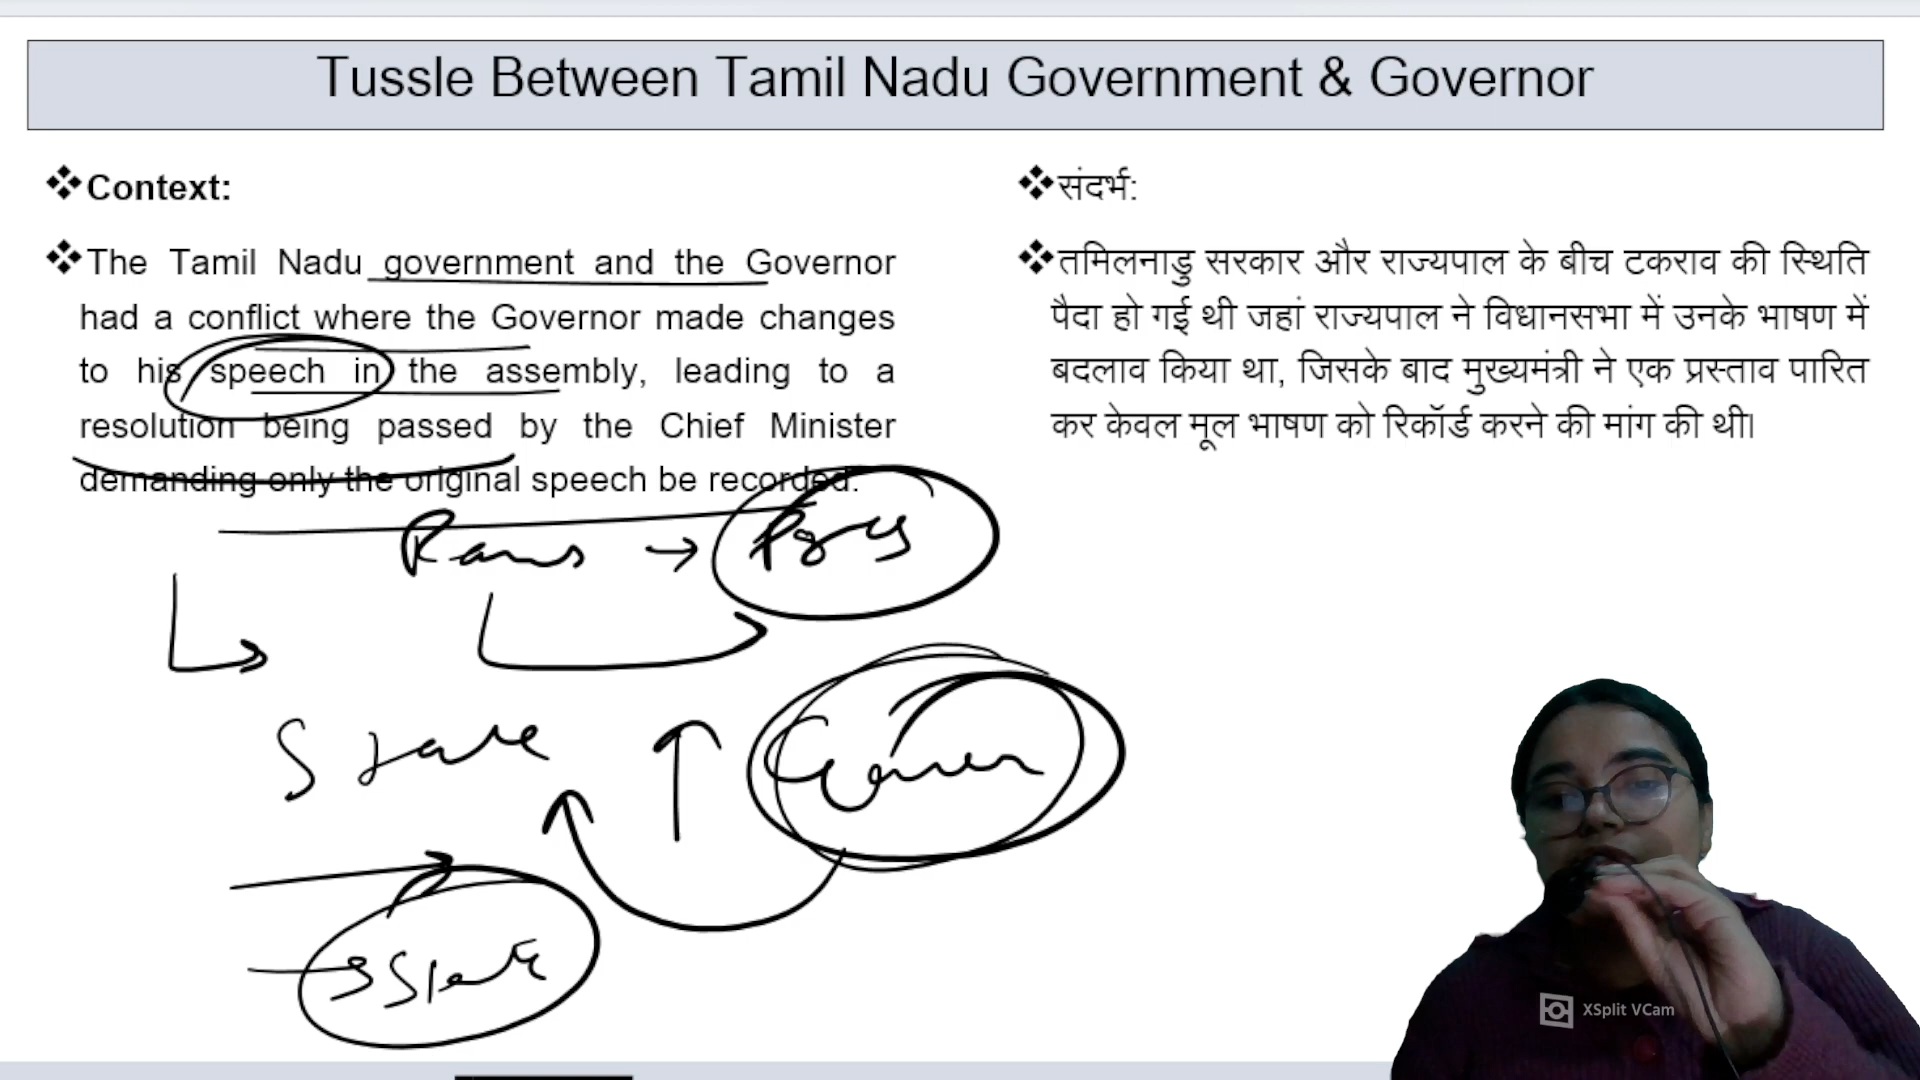 Tussle Between Tamil Nadu Government & Governor
Context:
The Tamil Nadu government and the Governor
had a conflict where the Governor made changes
to his speech in the assembly, leading to a
resolution being passed by the Chief Minister
demanding only the original speech be recorded.
संदर्भ:
तमिलनाडु सरकार और राज्यपाल के बीच टकराव की स्थिति
पैदा हो गई थी जहां राज्यपाल ने विधानसभा में उनके भाषण में
बदलाव किया था, जिसके बाद मुख्यमंत्री ने एक प्रस्ताव पारित
कर केवल मूल भाषण को रिकॉर्ड करने की मांग की थी।
State
XSplit VCam